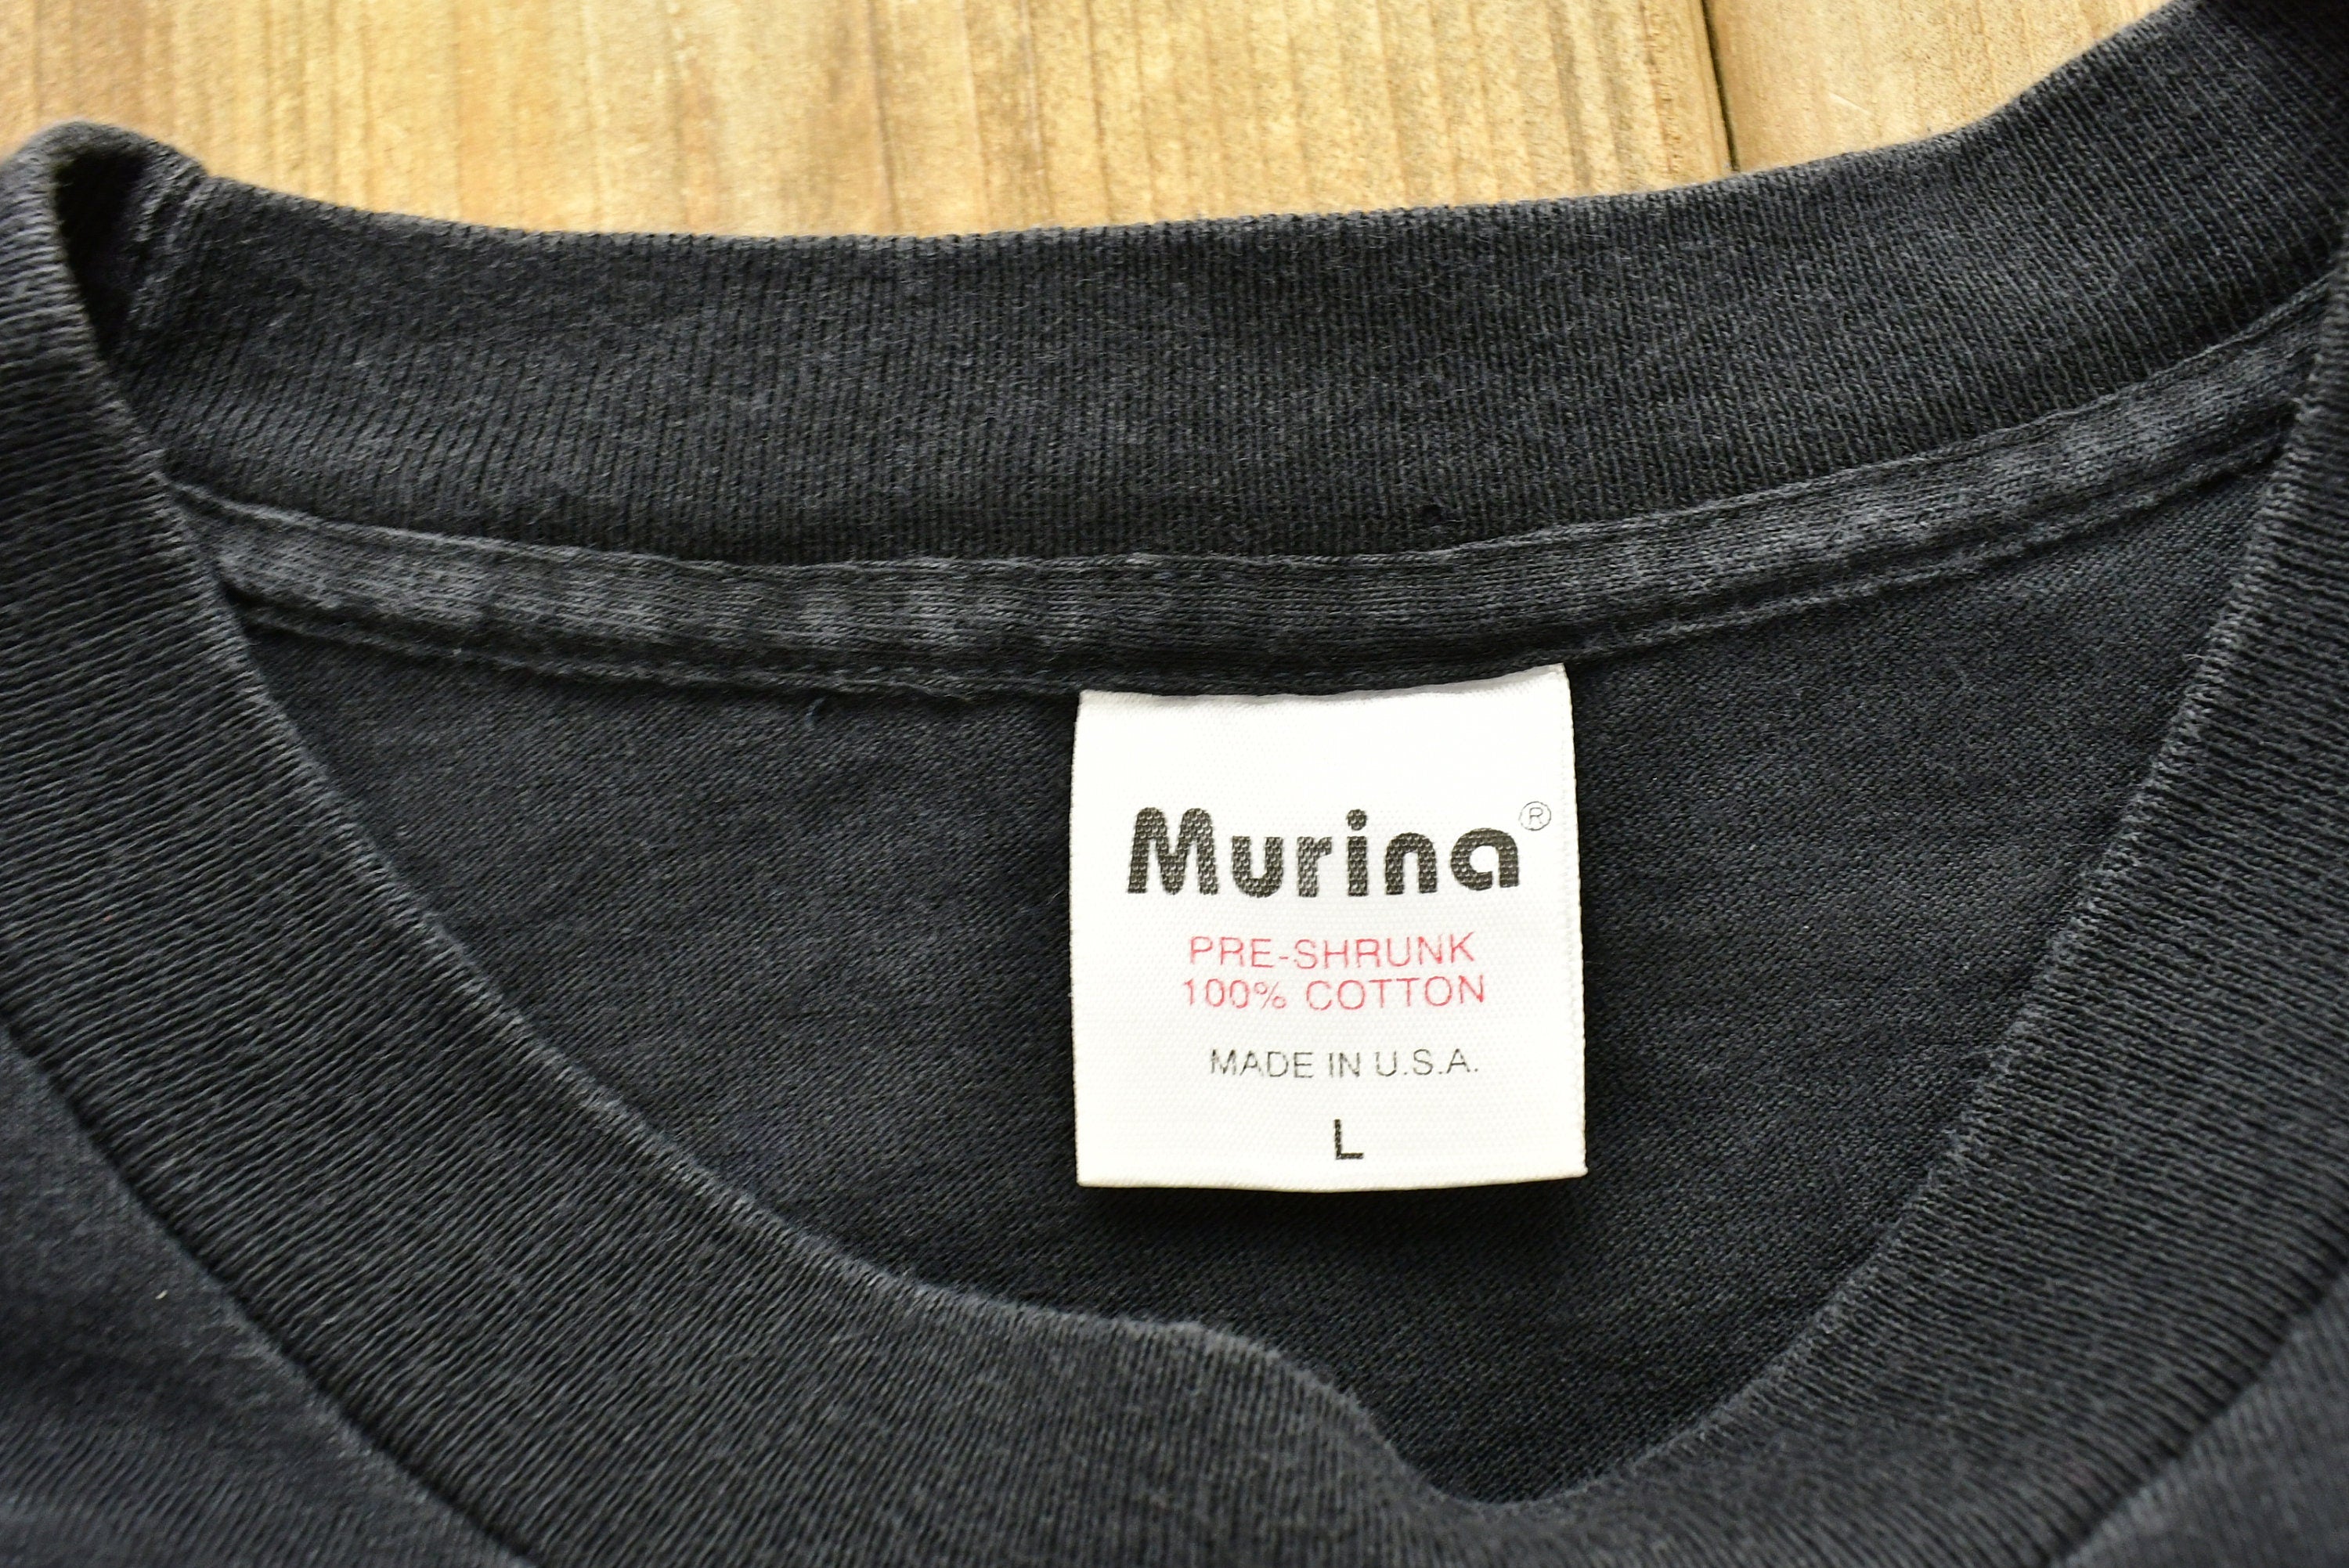 Murina®
PRE-SHRUNK
100% COTTON
MADE IN U.S.A.
L